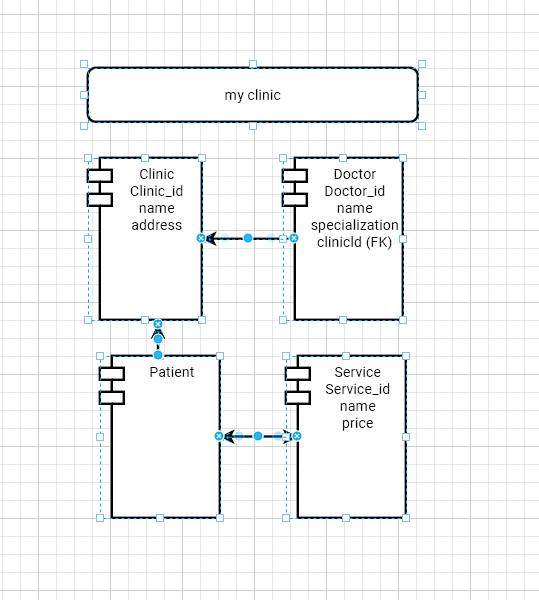 my clinic
Clinic
Clinic_id
name
address
Doctor
Doctor_id
name
specialization
clinicId (FK)
Patient
Service
Service_id
name
price